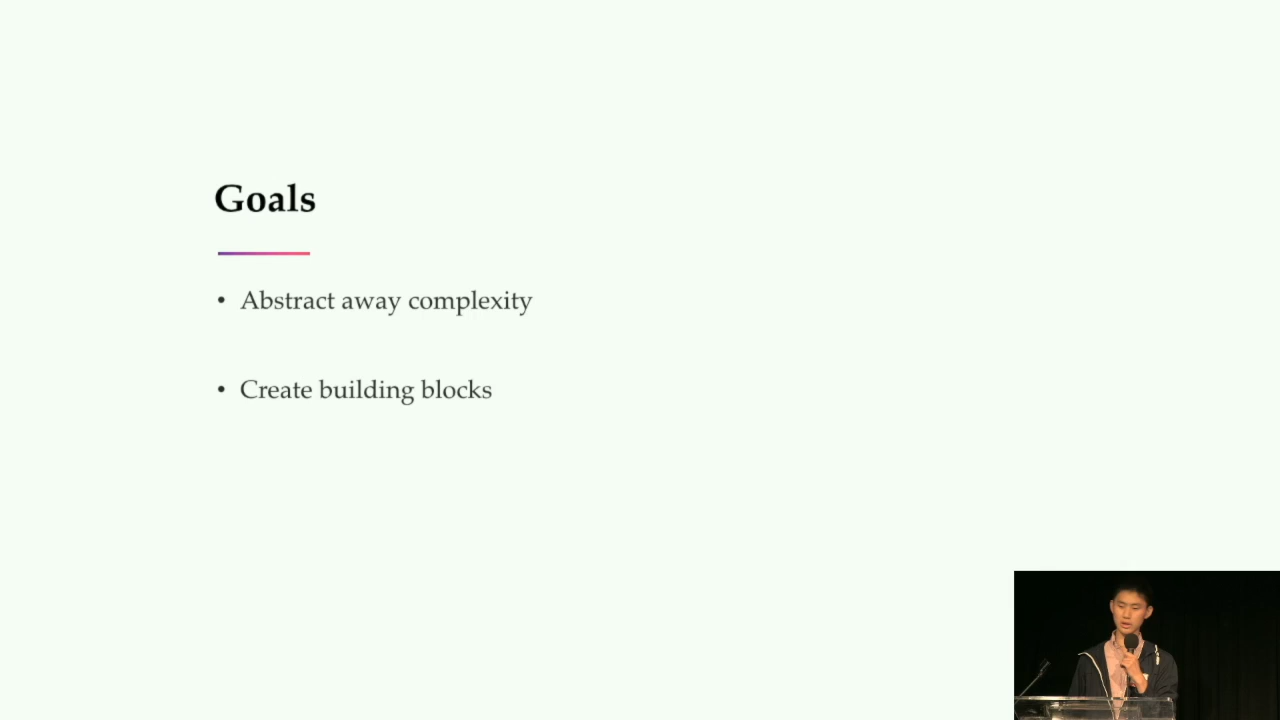 Goals
• Abstract away complexity
• Create building blocks